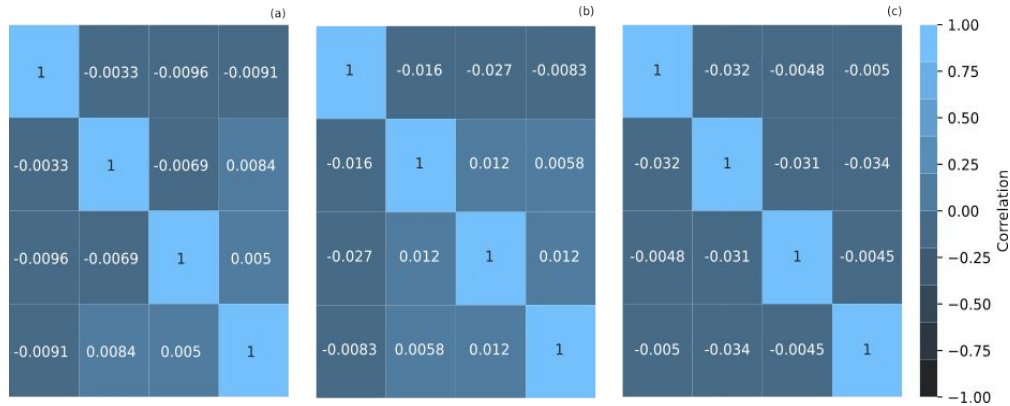 (a)
1 -0.0033 -0.0096 -0.0091
-0.0033 1 -0.0069 0.0084
-0.0096 -0.0069 1 0.005
-0.0091 0.0084 0.005 1
(b)
1 -0.016 -0.027 -0.0083
-0.016 1 0.012 0.0058
-0.027 0.012 1 0.012
-0.0083 0.0058 0.012 1
(c)
1 -0.032 -0.0048 -0.005
-0.032 1 -0.031 -0.034
-0.0048 -0.031 1 -0.0045
-0.005 -0.034 -0.0045 1
1.00
0.75
0.50
0.25
0.00
−0.25
−0.50
−0.75
−1.00
Correlation